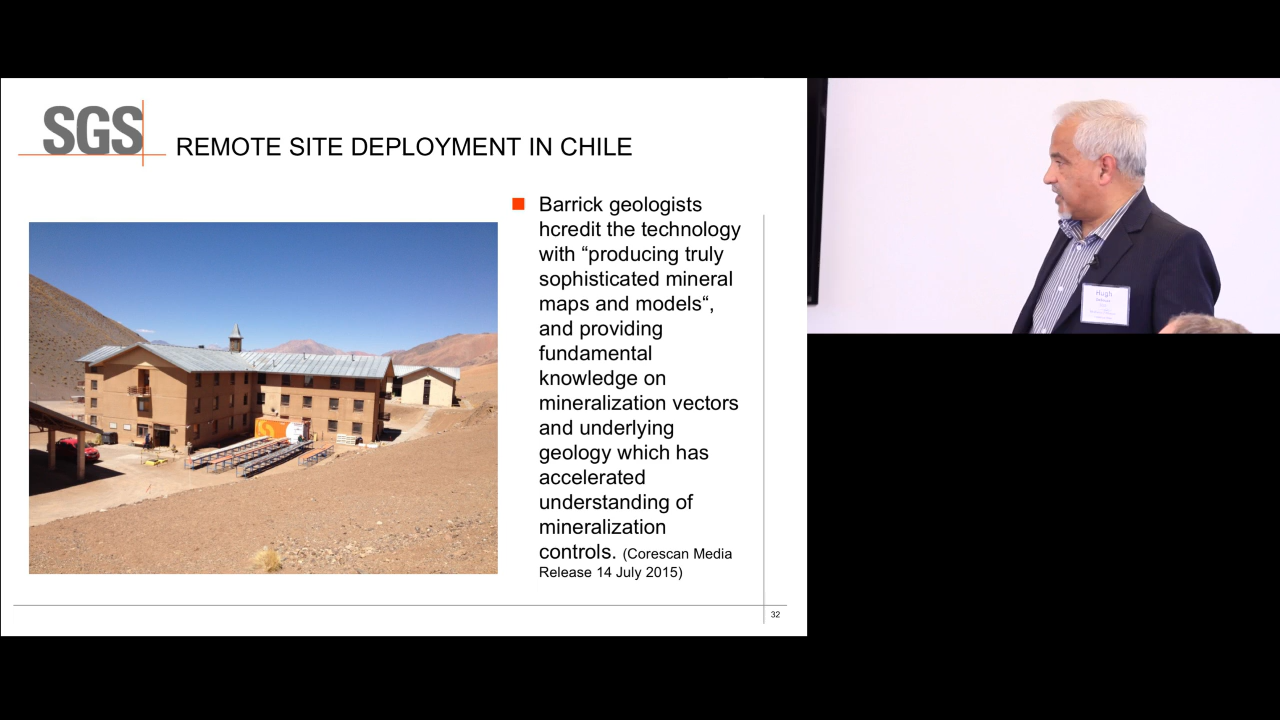 SGS
REMOTE SITE DEPLOYMENT IN CHILE
Barrick geologists
hcredit the technology
with “producing truly
sophisticated mineral
maps and models“,
and providing
fundamental
knowledge on
mineralization vectors
and underlying
geology which has
accelerated
understanding of
mineralization
controls. (Corescan Media
Release 14 July 2015)
32
Hugh